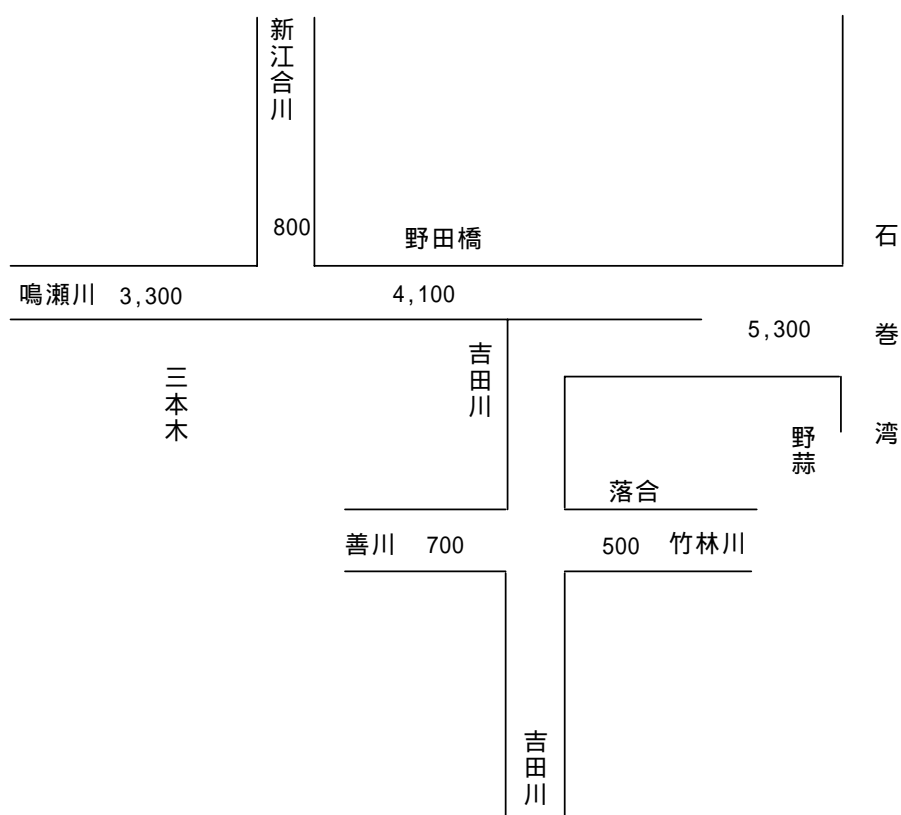 新江合川
800
野田橋
鳴瀬川 3,300
4,100
5,300
石巻湾
三本木
吉田川
野蒜
落合
善川 700
500 竹林川
吉田川